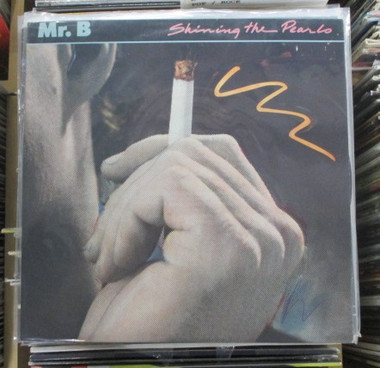 Mr. B
Shining the Pearls